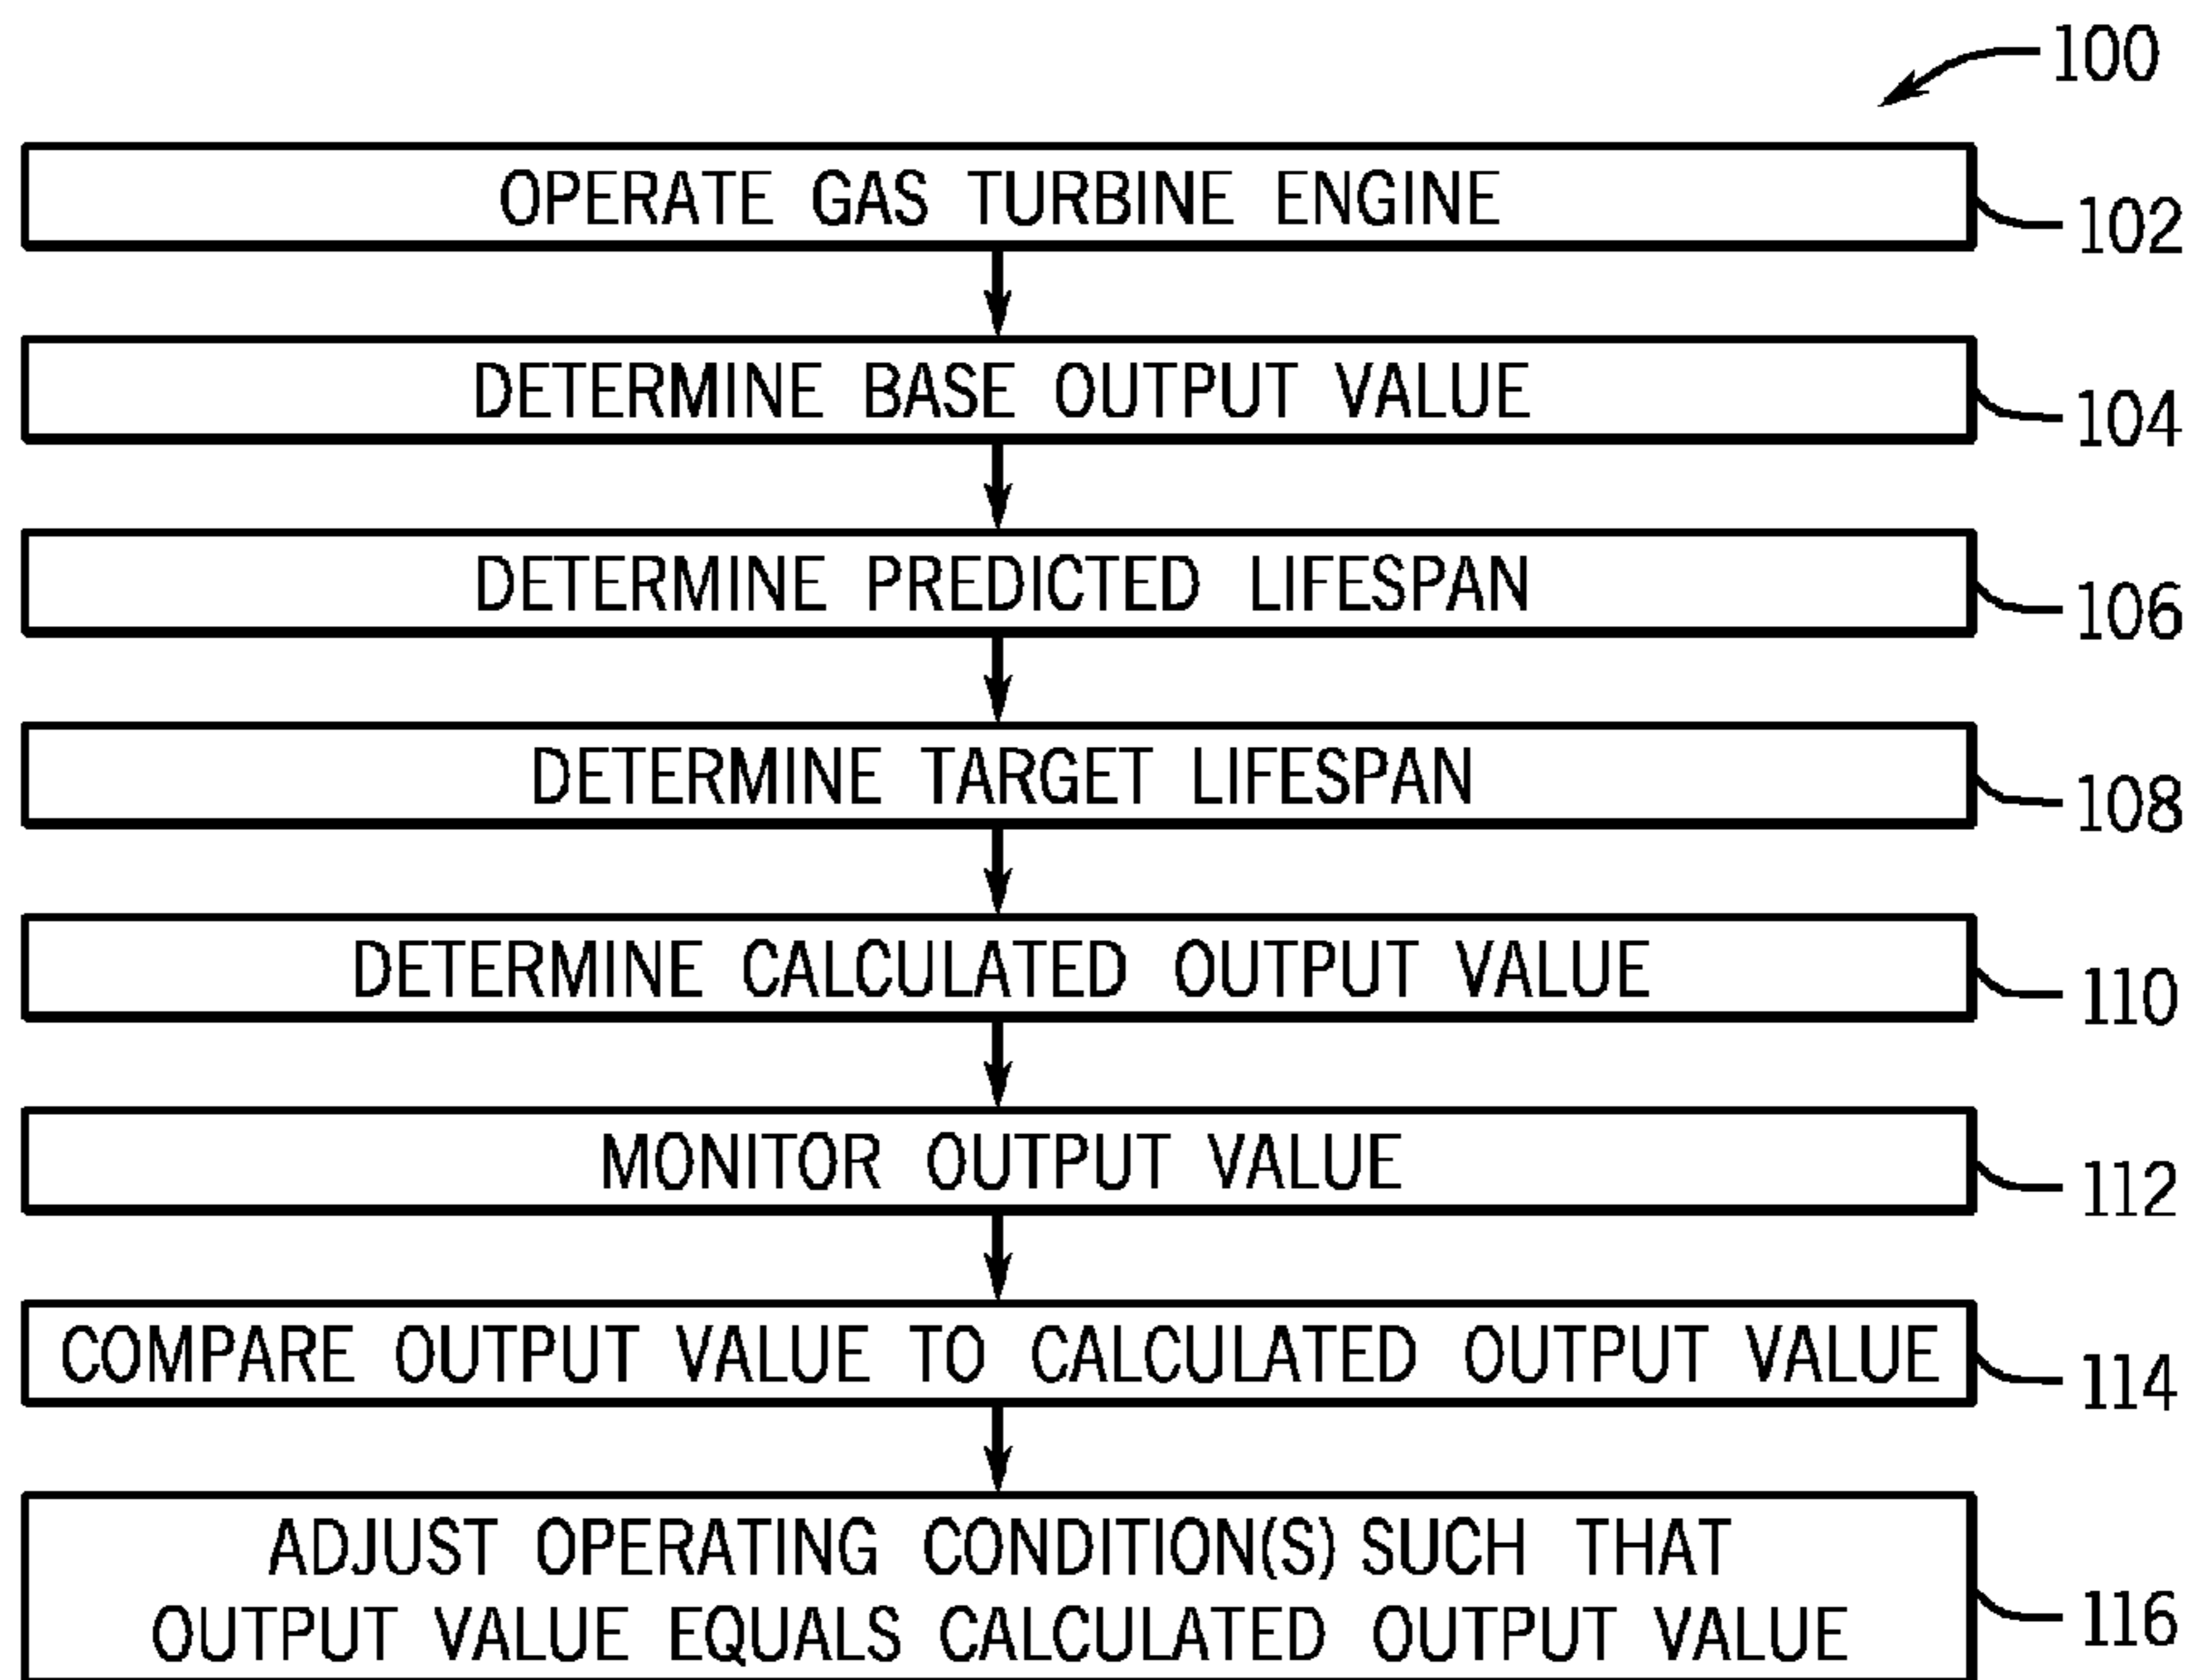 100
OPERATE GAS TURBINE ENGINE
102
DETERMINE BASE OUTPUT VALUE
104
DETERMINE PREDICTED LIFESPAN
106
DETERMINE TARGET LIFESPAN
108
DETERMINE CALCULATED OUTPUT VALUE
110
MONITOR OUTPUT VALUE
112
COMPARE OUTPUT VALUE TO CALCULATED OUTPUT VALUE
114
ADJUST OPERATING CONDITION(S) SUCH THAT
OUTPUT VALUE EQUALS CALCULATED OUTPUT VALUE
116